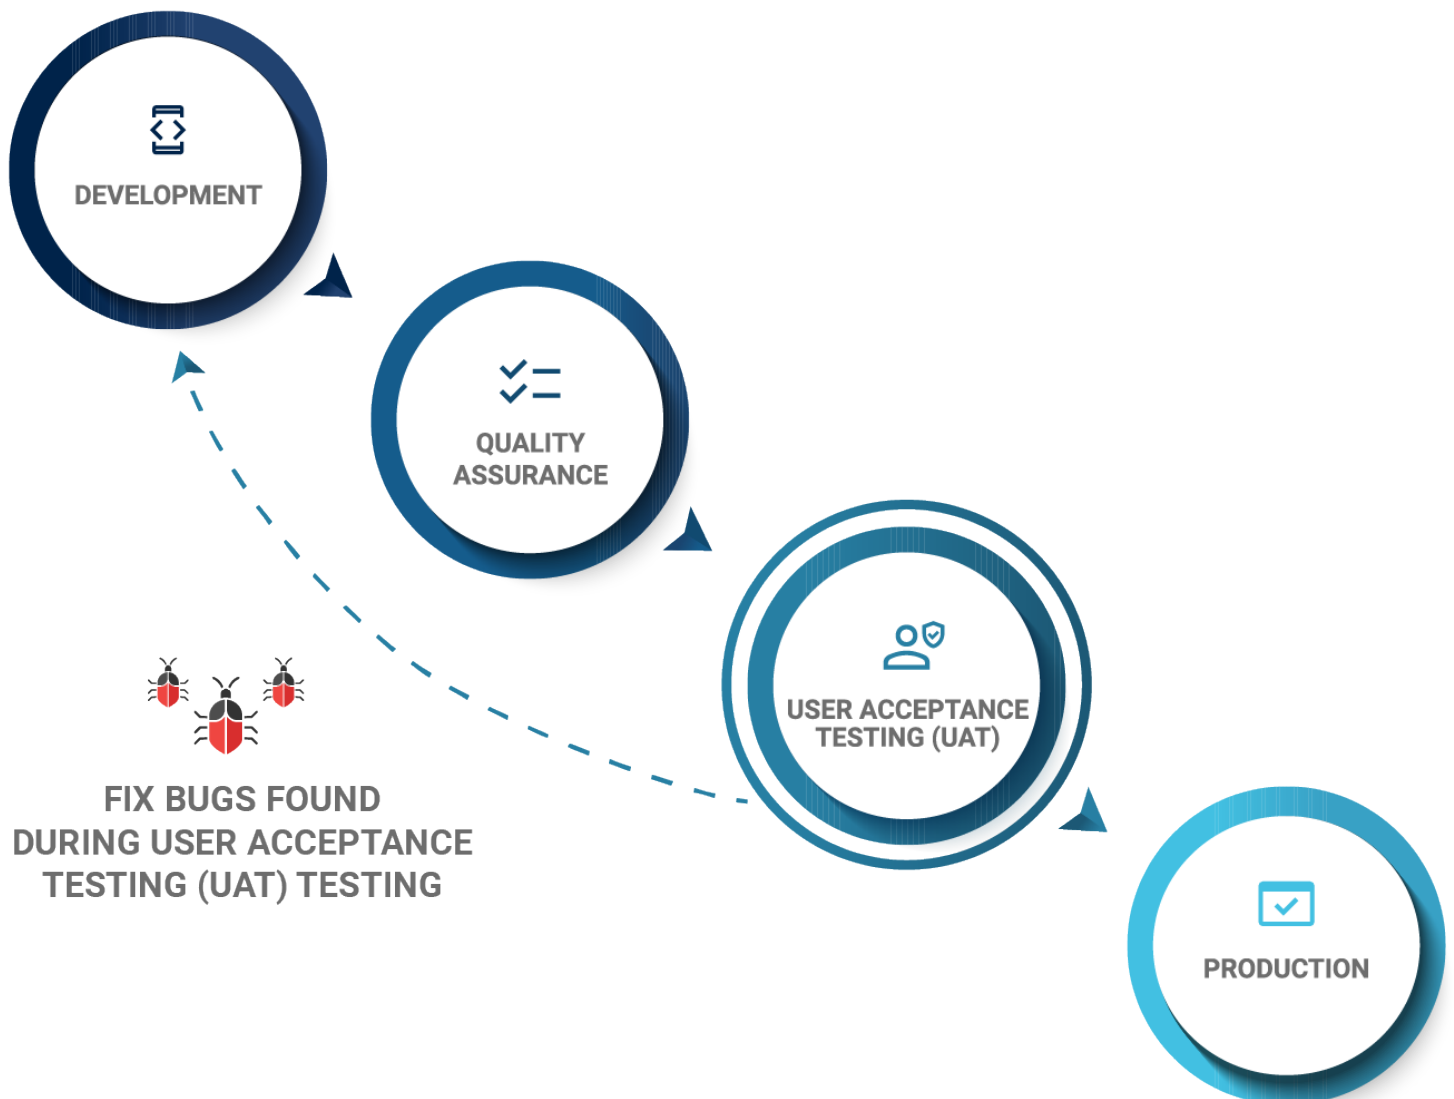 DEVELOPMENT
QUALITY
ASSURANCE
USER ACCEPTANCE
TESTING (UAT)
FIX BUGS FOUND
DURING USER ACCEPTANCE
TESTING (UAT) TESTING
PRODUCTION